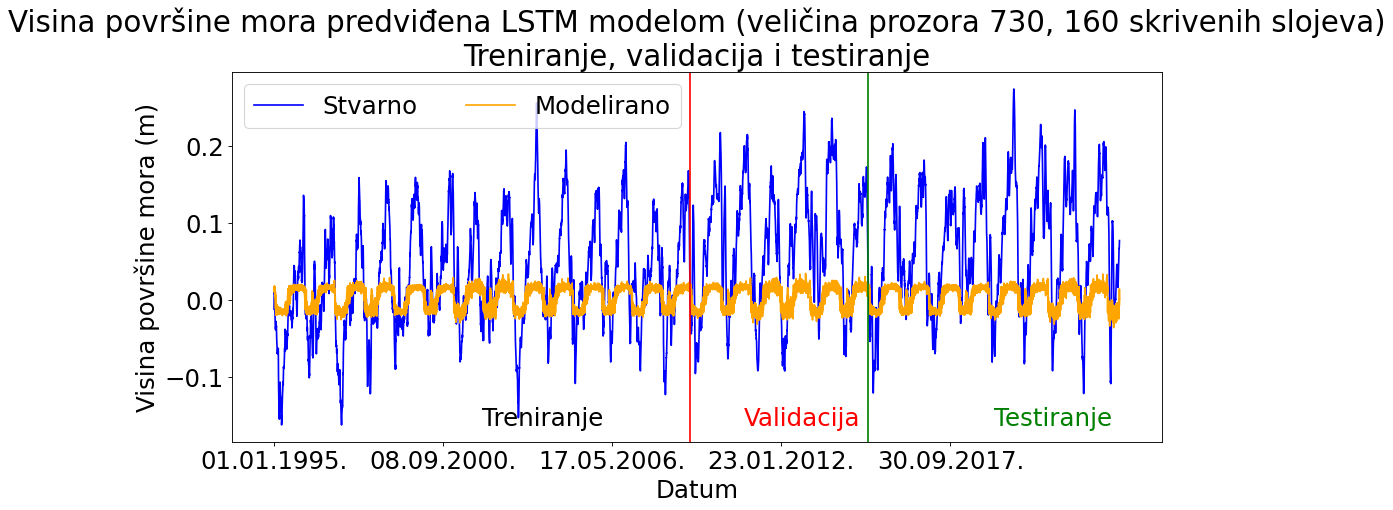 Visina površine mora predviđena LSTM modelom (veličina prozora 730, 160 skrivenih slojeva)
Treniranje, validacija i testiranje
Stvarno Modelirano
Visina površine mora (m)
0.2
0.1
0.0
−0.1
Treniranje Validacija Testiranje
01.01.1995. 08.09.2000. 17.05.2006. 23.01.2012. 30.09.2017.
Datum